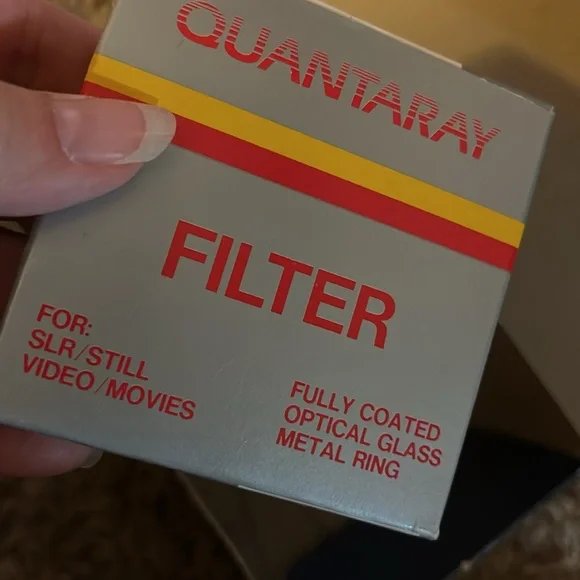 QUANTARAY
FILTER
FOR:
SLR/STILL
VIDEO/MOVIES
FULLY COATED
OPTICAL GLASS
METAL RING